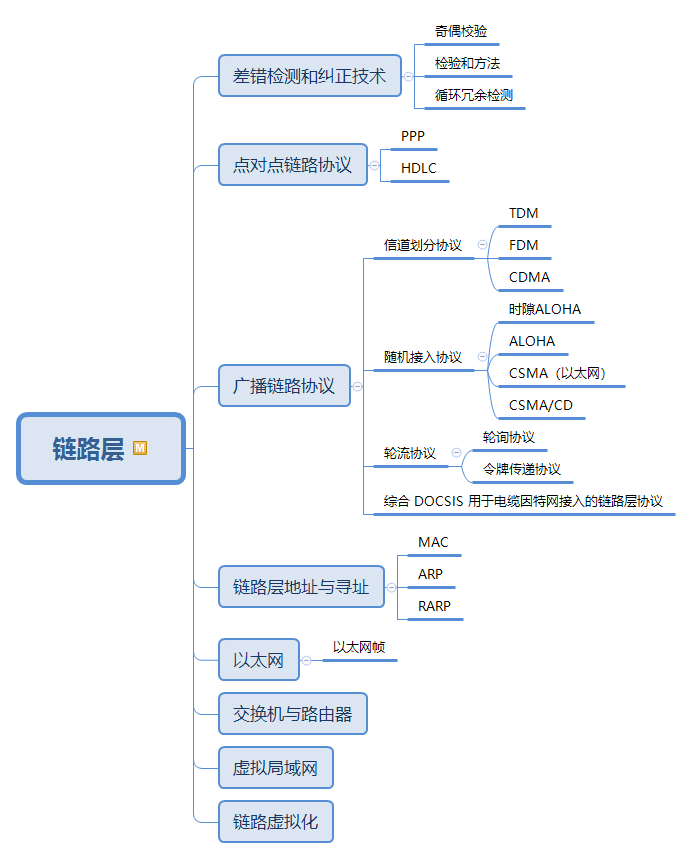 链路层 M
差错检测和纠正技术
奇偶校验
检验和方法
循环冗余检测
点对点链路协议
PPP
HDLC
广播链路协议
信道划分协议
TDM
FDM
CDMA
随机接入协议
时隙ALOHA
ALOHA
CSMA（以太网）
CSMA/CD
轮流协议
轮询协议
令牌传递协议
综合 DOCSIS 用于电缆因特网接入的链路层协议
链路层地址与寻址
MAC
ARP
RARP
以太网
以太网帧
交换机与路由器
虚拟局域网
链路虚拟化